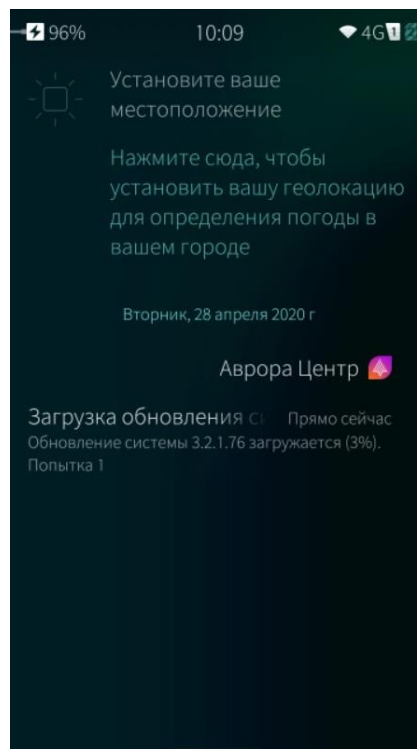 96% 10:09 4G 1
Установите ваше
местоположение
Нажмите сюда, чтобы
установить вашу геолокацию
для определения погоды в
вашем городе
Вторник, 28 апреля 2020 г
Аврора Центр
Загрузка обновления Прямо сейчас
Обновление системы 3.2.1.76 загружается (3%).
Попытка 1